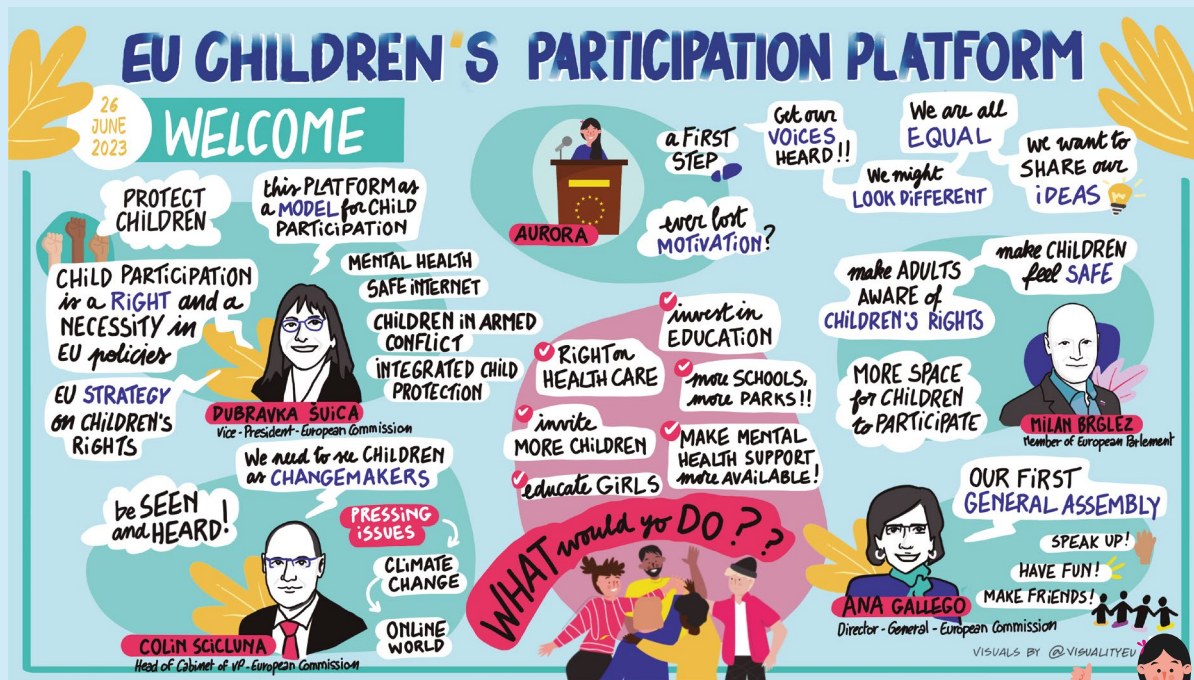 EU CHILDREN'S PARTICIPATION PLATFORM
26
JUNE
2023
WELCOME
PROTECT
CHILDREN
this PLATFORM as
a MODEL for CHILD
PARTICIPATION
CHILD PARTICIPATION
is a RIGHT and a
NECESSITY in
EU policies
EU STRATEGY
on CHILDREN'S
RIGHTS
MENTAL HEALTH
SAFE INTERNET
CHILDREN IN ARMED
CONFLICT
INTEGRATED CHILD
PROTECTION
DUBRAVKA ŠUICA
Vice-President-European Commission
AURORA
a FIRST
STEP
Get our
VOICES
HEARD!!
We are all
EQUAL
We might
LOOK DIFFERENT
We want to
SHARE our
IDEAS
ever lost
MOTIVATION?
make ADULTS
AWARE of
CHILDREN'S RIGHTS
make CHILDREN
feel SAFE
MORE SPACE
for CHILDREN
to PARTICIPATE
MILAN BRGLEZ
Member of European Parlement
be SEEN
and HEARD!
We need to see CHILDREN
as CHANGEMAKERS
PRESSING
ISSUES
CLIMATE
CHANGE
ONLINE
WORLD
COLIN SCICLUNA
Head of Cabinet of VP-European Commission
invest in
EDUCATION
RIGHT on
HEALTH CARE
more SCHOOLS,
more PARKS!!
invite
MORE CHILDREN
MAKE MENTAL
HEALTH SUPPORT
more AVAILABLE!
educate GIRLS
WHAT would yo DO??
OUR FIRST
GENERAL ASSEMBLY
SPEAK UP!
HAVE FUN!
MAKE FRIENDS!
ANA GALLEGO
Director-General-European Commission
VISUALS BY @VISUALITYEU